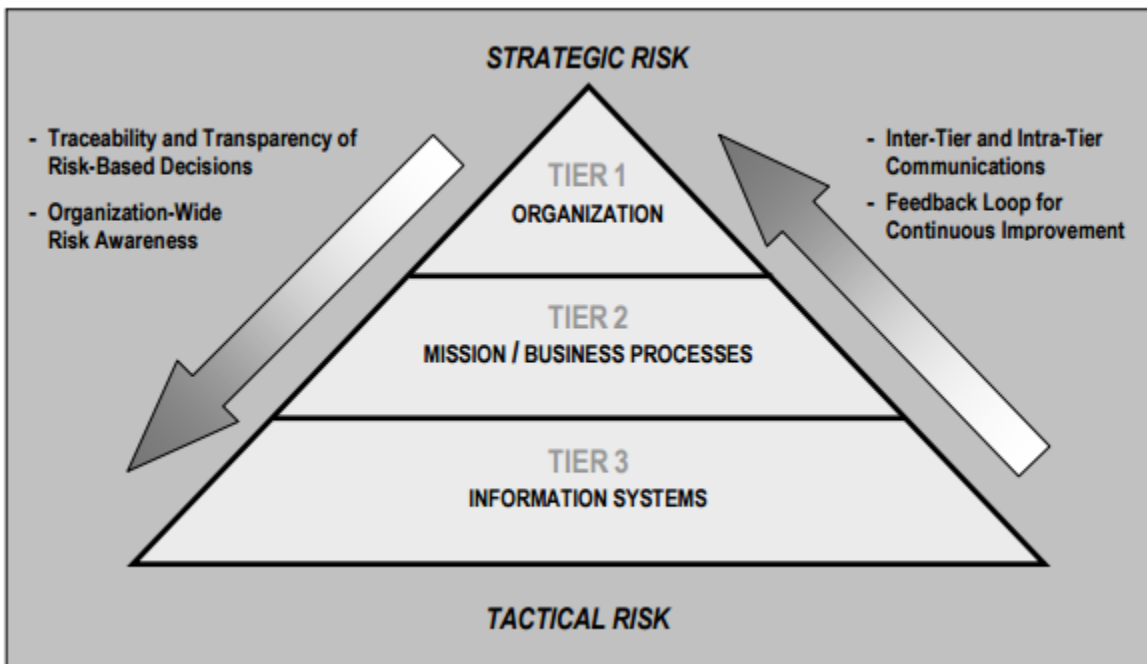 STRATEGIC RISK
- Traceability and Transparency of
Risk-Based Decisions
- Organization-Wide
Risk Awareness
- Inter-Tier and Intra-Tier
Communications
- Feedback Loop for
Continuous Improvement
TIER 1
ORGANIZATION
TIER 2
MISSION / BUSINESS PROCESSES
TIER 3
INFORMATION SYSTEMS
TACTICAL RISK